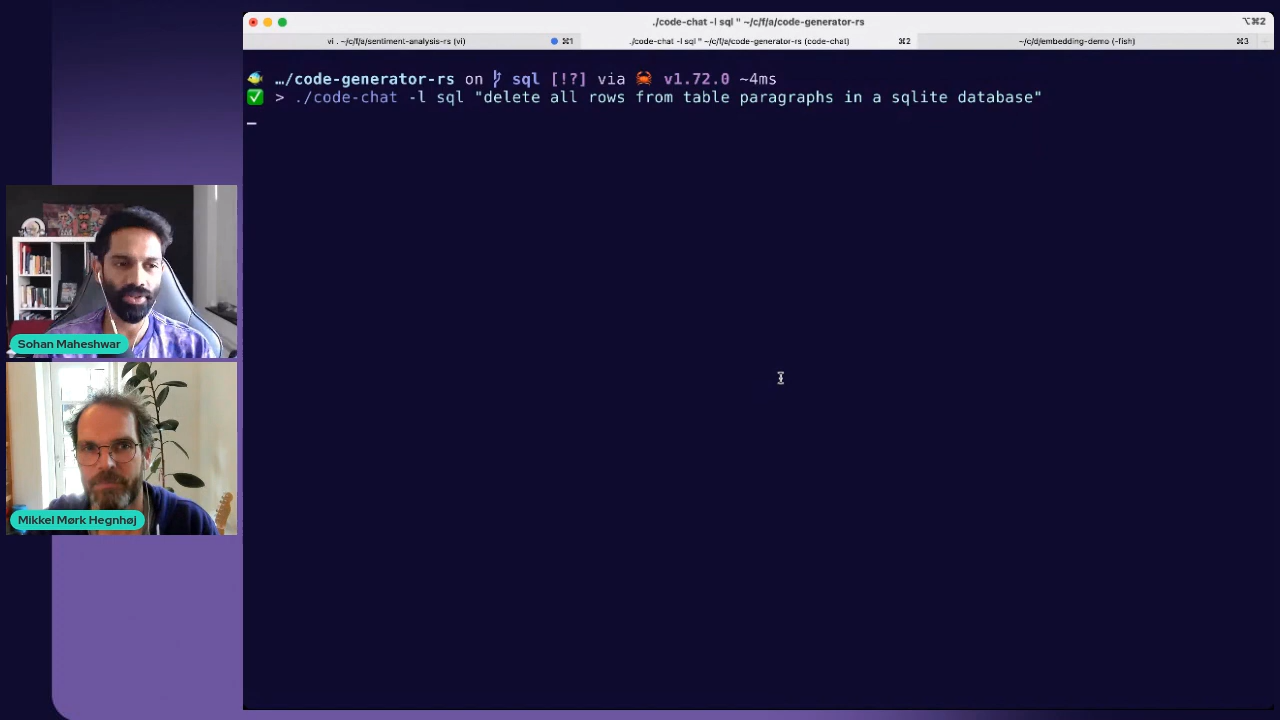 ./code-chat -l sql " ~/c/f/a/code-generator-rs
⌥⌘2
vi . ~/c/f/a/sentiment-analysis-rs (vi)
⌘1
./code-chat -l sql " ~/c/f/a/code-generator-rs (code-chat)
⌘2
~/c/d/embedding-demo (-fish)
⌘3
…/code-generator-rs on sql [!?] via v1.72.0 ~4ms
> ./code-chat -l sql "delete all rows from table paragraphs in a sqlite database"
Sohan Maheshwar
Mikkel Mørk Hegnhøj